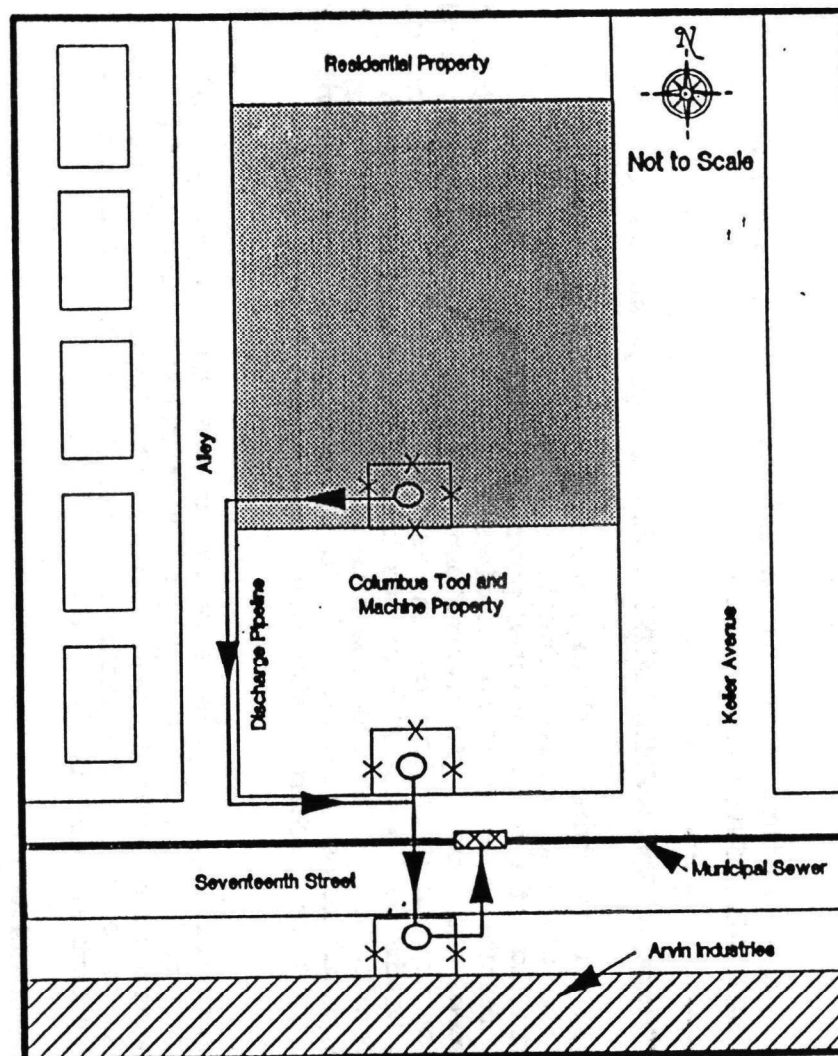 Residential Property
N
Not to Scale
Alley
Discharge Pipeline
Columbus Tool and
Machine Property
Keller Avenue
Municipal Sewer
Seventeenth Street
Arvin Industries